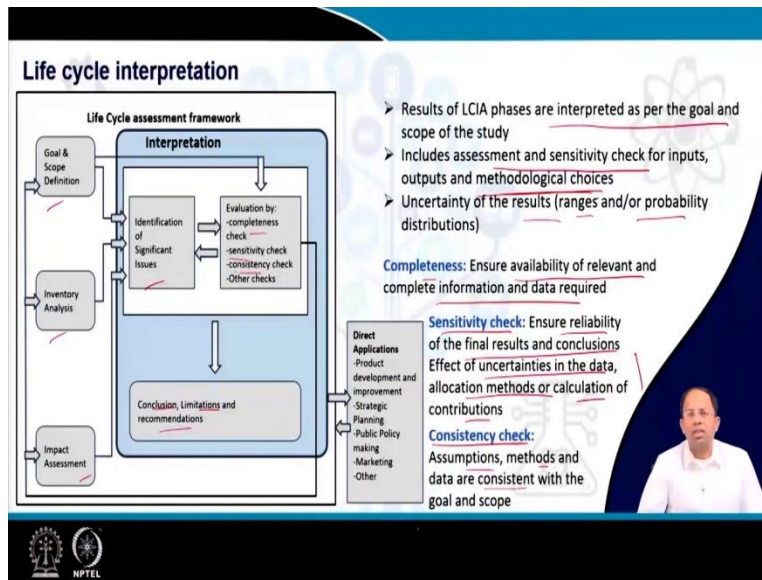 Life cycle interpretation
Life Cycle assessment framework
Interpretation
Goal &
Scope
Definition
Inventory
Analysis
Impact
Assessment
Identification
of
Significant
Issues
Evaluation by:
-completeness
check
-sensitivity check
-consistency check
-Other checks
Conclusion, Limitations and
recommendations
Direct
Applications
-Product
development and
improvement
-Strategic
Planning
-Public Policy
making
-Marketing
-Other
➢ Results of LCIA phases are interpreted as per the goal and
scope of the study
➢ Includes assessment and sensitivity check for inputs,
outputs and methodological choices
➢ Uncertainty of the results (ranges and/or probability
distributions)
Completeness: Ensure availability of relevant and
complete information and data required
Sensitivity check: Ensure reliability
of the final results and conclusions
Effect of uncertainties in the data,
allocation methods or calculation of
contributions
Consistency check:
Assumptions, methods and
data are consistent with the
goal and scope
NPTEL